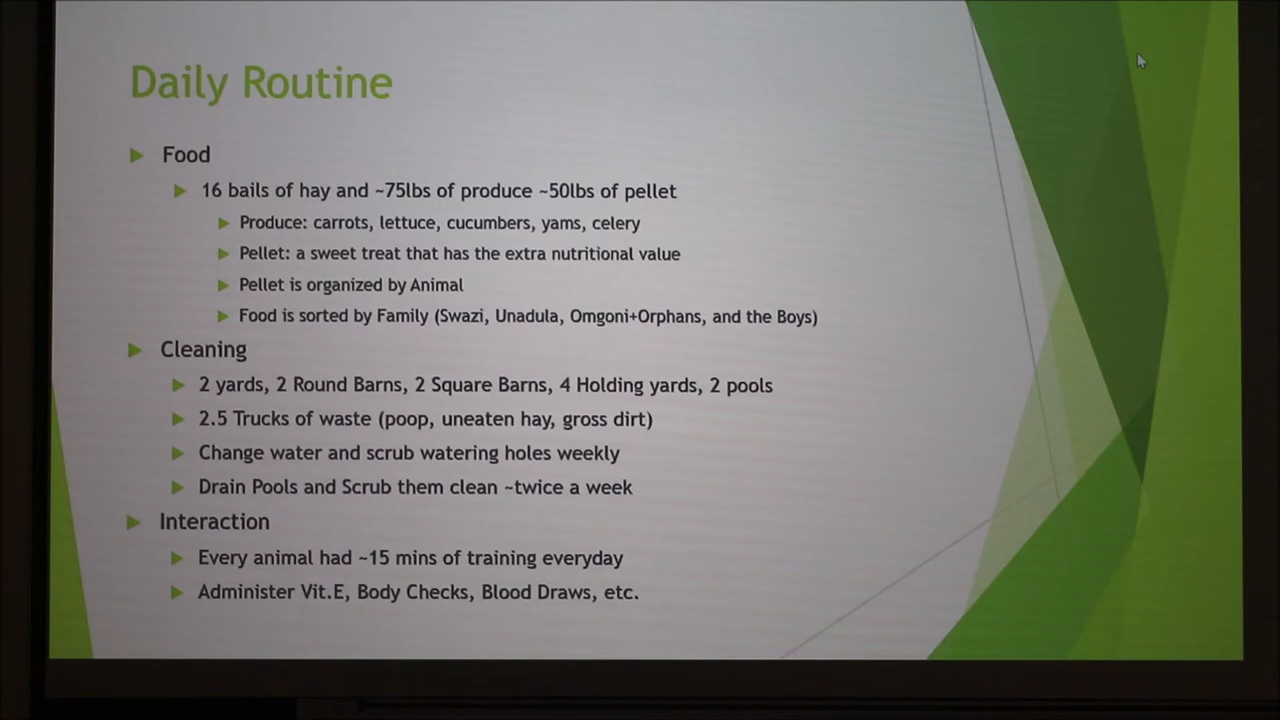 Daily Routine
Food
16 bails of hay and ~75lbs of produce ~50lbs of pellet
Produce: carrots, lettuce, cucumbers, yams, celery
Pellet: a sweet treat that has the extra nutritional value
Pellet is organized by Animal
Food is sorted by Family (Swazi, Unadula, Omgoni+Orphans, and the Boys)
Cleaning
2 yards, 2 Round Barns, 2 Square Barns, 4 Holding yards, 2 pools
2.5 Trucks of waste (poop, uneaten hay, gross dirt)
Change water and scrub watering holes weekly
Drain Pools and Scrub them clean ~twice a week
Interaction
Every animal had ~15 mins of training everyday
Administer Vit.E, Body Checks, Blood Draws, etc.